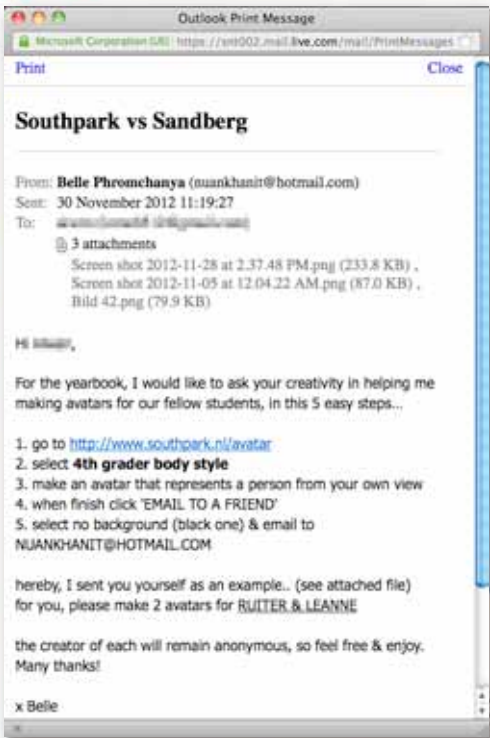 Outlook Print Message
Microsoft Corporation (US) https://snt002.mail.live.com/mail/PrintMessages
Print Close
Southpark vs Sandberg
From: Belle Phromchanya (nuankhanit@hotmail.com)
Sent: 30 November 2012 11:19:27
To:
3 attachments
Screen shot 2012-11-28 at 2.37.48 PM.png (233.8 KB) ,
Screen shot 2012-11-05 at 12.04.22 AM.png (87.0 KB) ,
Bild 42.png (79.9 KB)
Hi
For the yearbook, I would like to ask your creativity in helping me
making avatars for our fellow students, in this 5 easy steps...
1. go to http://www.southpark.nl/avatar
2. select 4th grader body style
3. make an avatar that represents a person from your own view
4. when finish click 'EMAIL TO A FRIEND'
5. select no background (black one) & email to
NUANKHANIT@HOTMAIL.COM
hereby, I sent you yourself as an example.. (see attached file)
for you, please make 2 avatars for RUITER & LEANNE
the creator of each will remain anonymous, so feel free & enjoy.
Many thanks!
x Belle